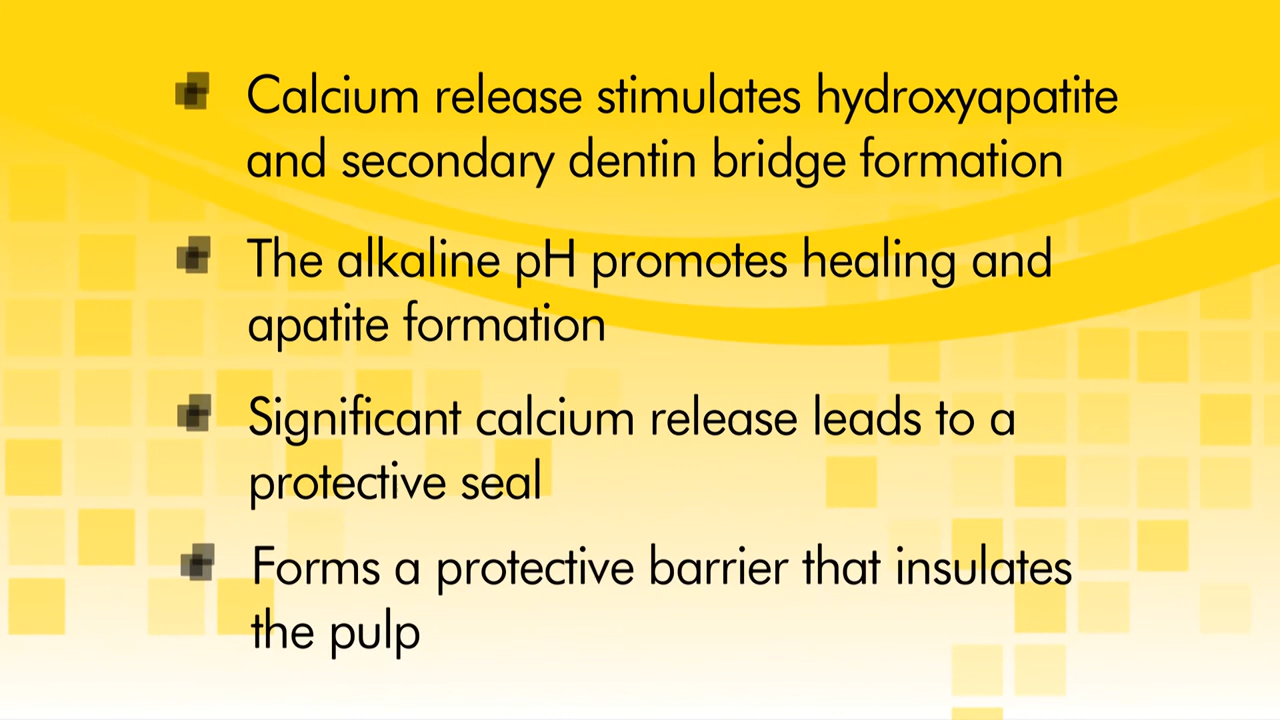 Calcium release stimulates hydroxyapatite
and secondary dentin bridge formation
The alkaline pH promotes healing and
apatite formation
Significant calcium release leads to a
protective seal
Forms a protective barrier that insulates
the pulp